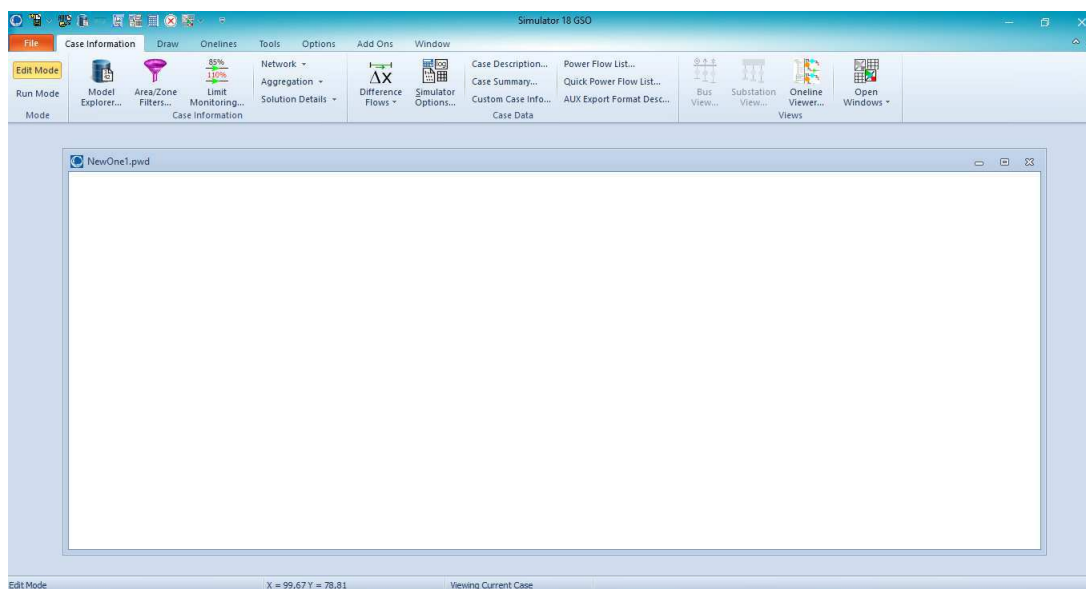 Simulator 18 GSO
File Case Information Draw Onelines Tools Options Add Ons Window
Edit Mode
Run Mode
Mode
Model Explorer...
Area/Zone Filters...
85%
110%
Limit Monitoring...
Case Information
Network
Aggregation
Solution Details
ΔX
Difference Flows
Simulator Options...
Case Description...
Case Summary...
Custom Case Info...
Power Flow List...
Quick Power Flow List...
AUX Export Format Desc...
Case Data
Bus View...
Substation View...
Oneline Viewer...
Open Windows
Views
NewOne1.pwd
Edit Mode X = 99,67 Y = 78,81 Viewing Current Case